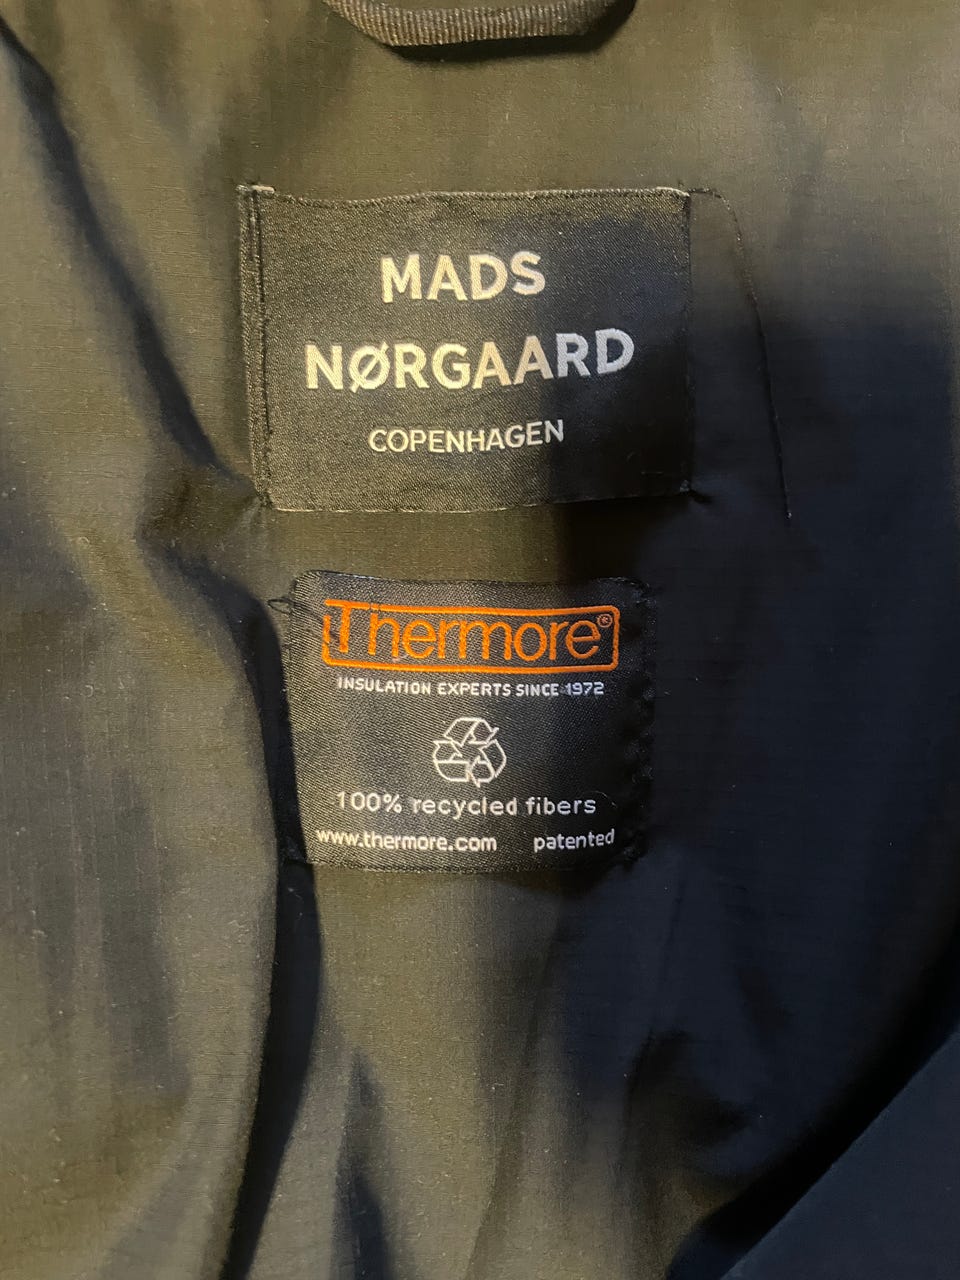 MADS
NØRGAARD
COPENHAGEN
Thermore®
INSULATION EXPERTS SINCE 1972
100% recycled fibers
www.thermore.com patented